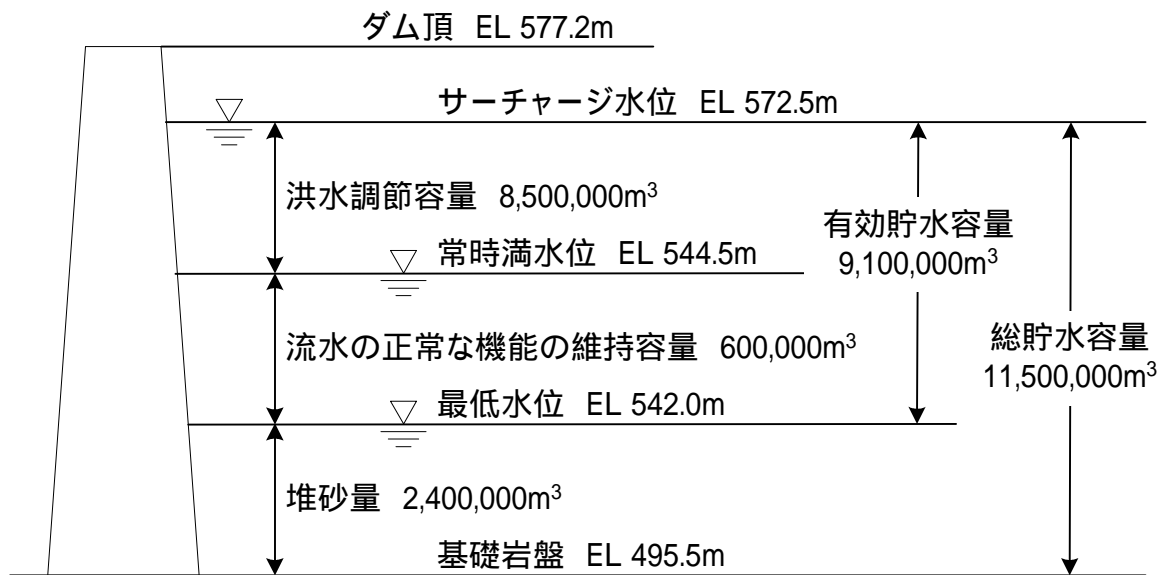 ダム頂 EL 577.2m
サーチャージ水位 EL 572.5m
洪水調節容量 8,500,000m³
有効貯水容量
9,100,000m³
常時満水位 EL 544.5m
流水の正常な機能の維持容量 600,000m³
総貯水容量
11,500,000m³
最低水位 EL 542.0m
堆砂量 2,400,000m³
基礎岩盤 EL 495.5m